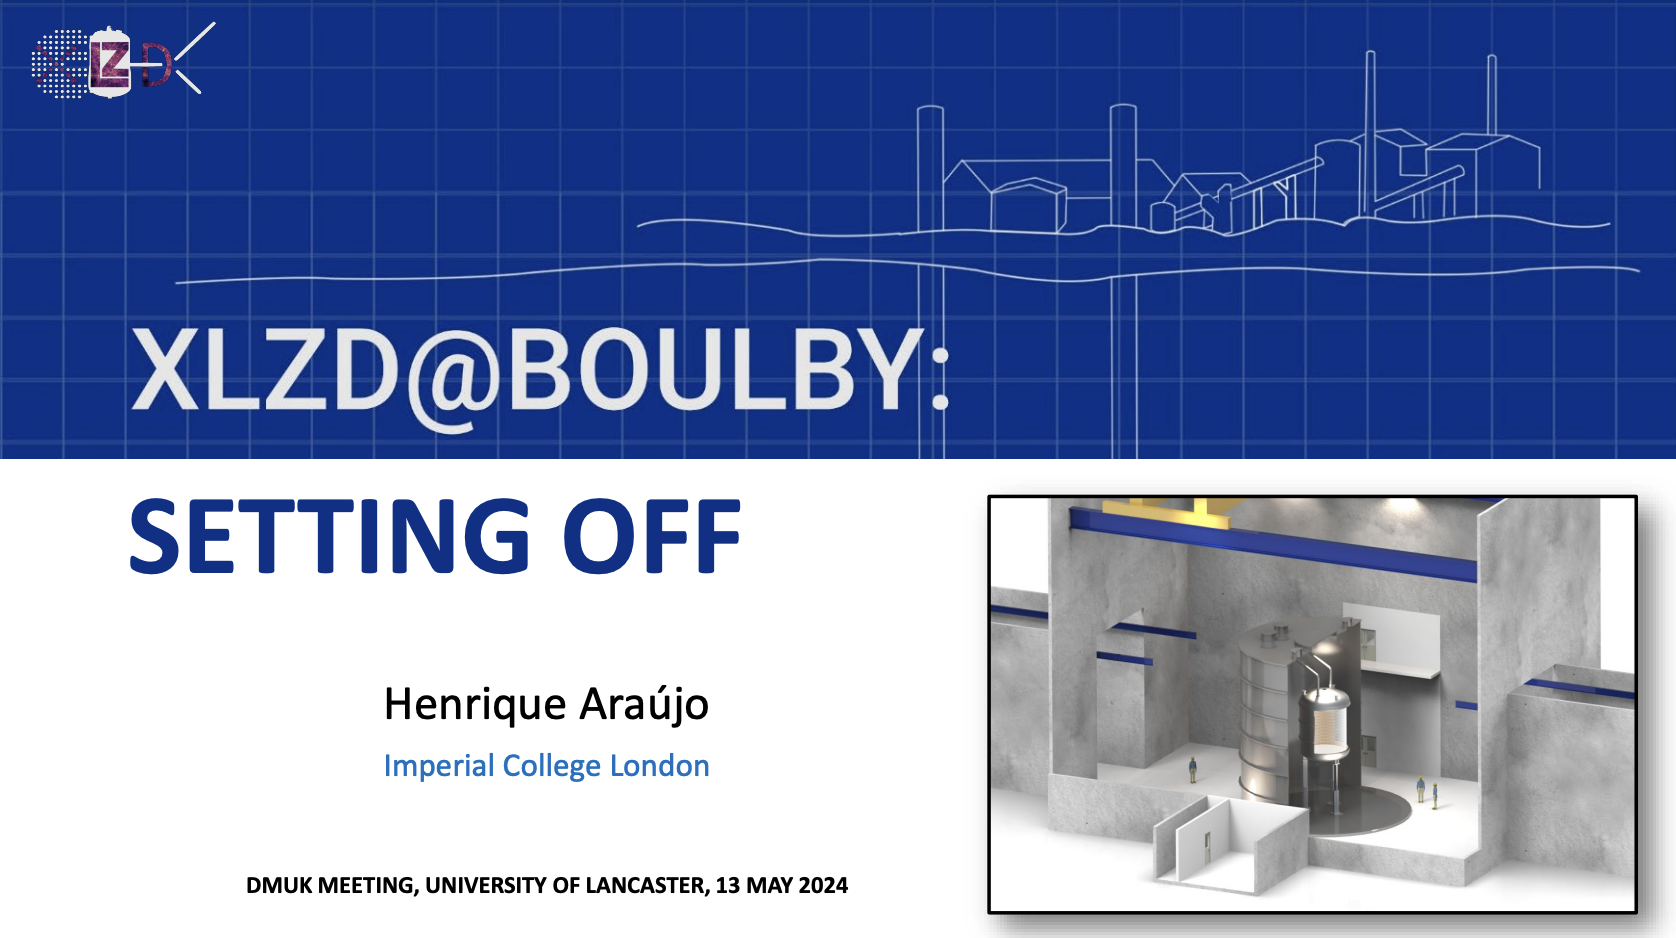 XLZD
XLZD@BOULBY:
SETTING OFF
Henrique Araújo
Imperial College London
DMUK MEETING, UNIVERSITY OF LANCASTER, 13 MAY 2024